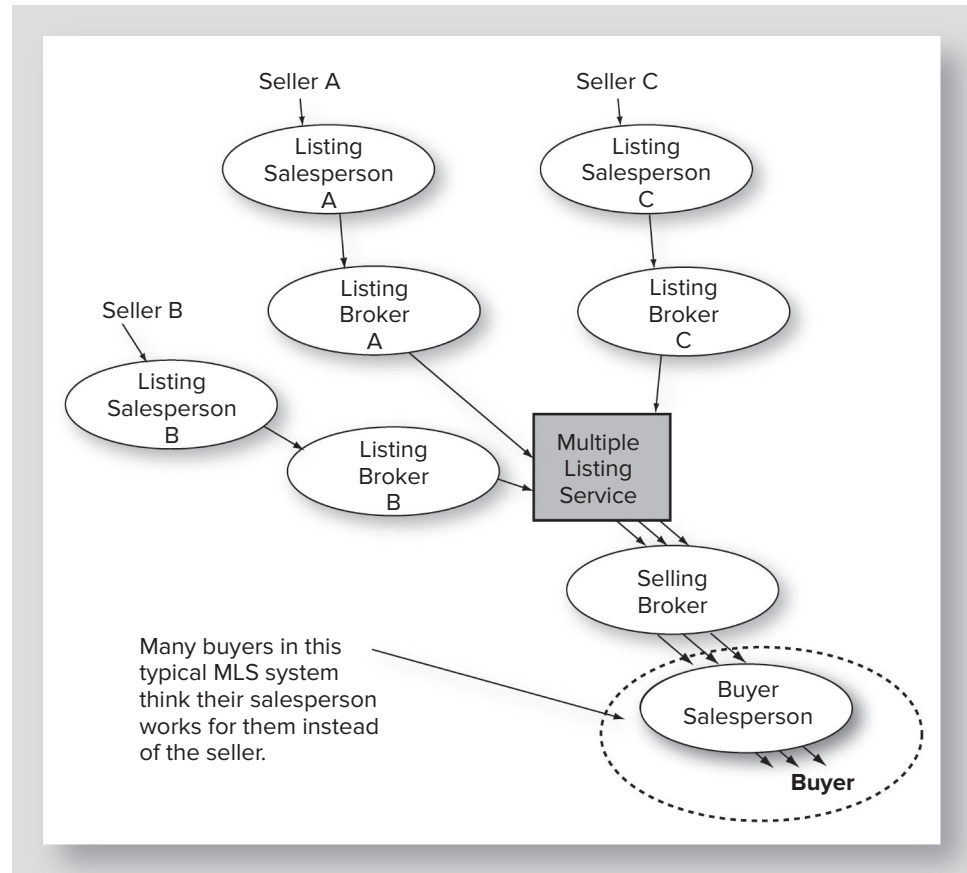 Seller A
Listing
Salesperson
A
Listing
Broker
A
Seller C
Listing
Salesperson
C
Listing
Broker
C
Seller B
Listing
Salesperson
B
Listing
Broker
B
Multiple
Listing
Service
Selling
Broker
Many buyers in this
typical MLS system
think their salesperson
works for them instead
of the seller.
Buyer
Salesperson
Buyer